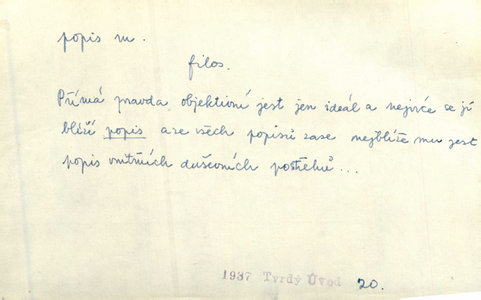 popis m.
filos.
Přímá pravda objektivní jest jen ideál a nejvíce se jí
blíží popis a ze všech popisů zase nejblíže mu jest
popis vnitřních duševních postřehů ...
1937 Tvrdý Úvod 20.